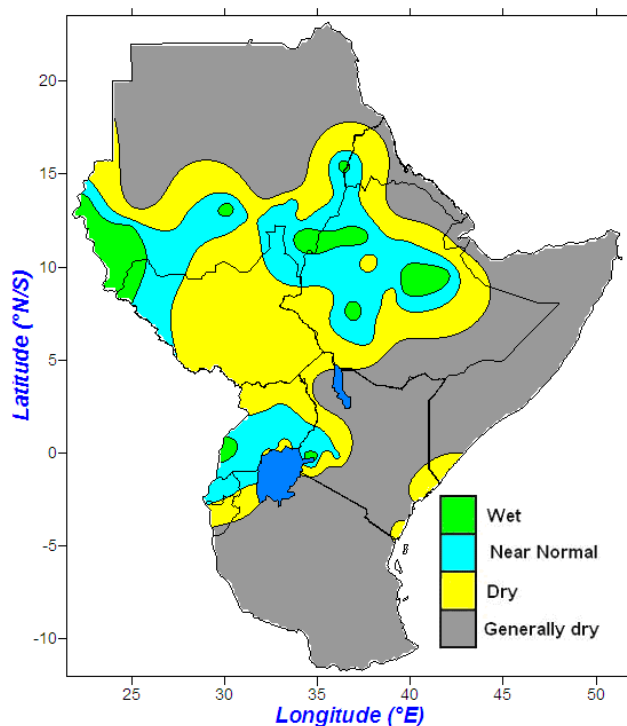 20
15
10
5
0
-5
-10
Latitude (°N/S)
Wet
Near Normal
Dry
Generally dry
25 30 35 40 45 50
Longitude (°E)